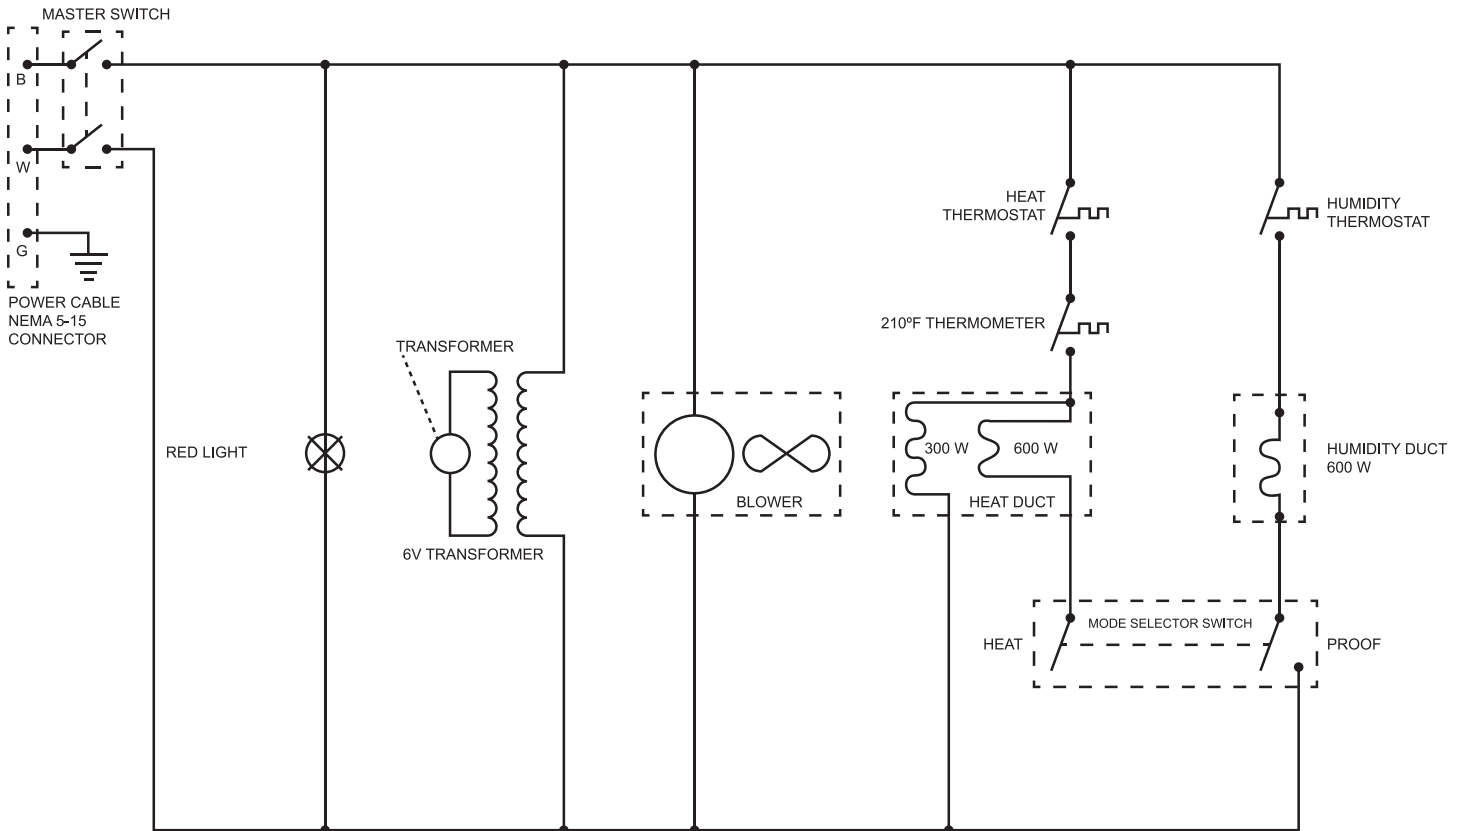 MASTER SWITCH
B
W
G
POWER CABLE
NEMA 5-15
CONNECTOR
RED LIGHT
TRANSFORMER
6V TRANSFORMER
BLOWER
HEAT
THERMOSTAT
210ºF THERMOMETER
300 W
600 W
HEAT DUCT
HUMIDITY
THERMOSTAT
HUMIDITY DUCT
600 W
MODE SELECTOR SWITCH
HEAT
PROOF